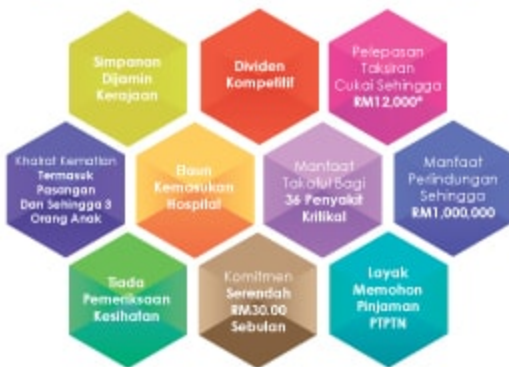 Simpanan
Dijamin
Kerajaan
Dividen
Kompetitif
Pelepasan
Taksiran
Cukai Sehingga
RM12,000*
Khairat Kematian
Termasuk
Pasangan
Dan Sehingga 3
Orang Anak
Elaun
Kemasukan
Hospital
Manfaat
Takaful Bagi
36 Penyakit
Kritikal
Manfaat
Perlindungan
Sehingga
RM1,000,000
Tiada
Pemeriksaan
Kesihatan
Komitmen
Serendah
RM30.00
Sebulan
Layak
Memohon
Pinjaman
PTPTN